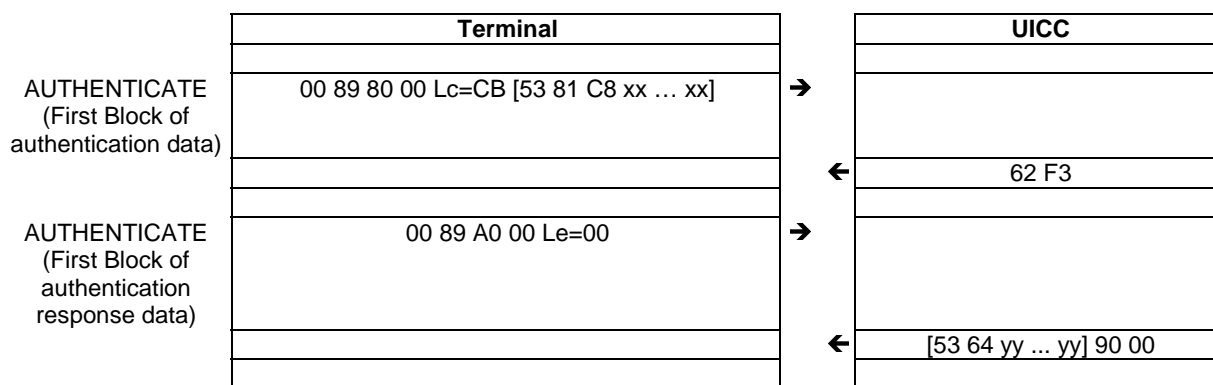 Terminal UICC
AUTHENTICATE
(First Block of
authentication data)
00 89 80 00 Lc=CB [53 81 C8 xx … xx] ➔
🡸 62 F3
AUTHENTICATE
(First Block of
authentication
response data)
00 89 A0 00 Le=00 ➔
🡸 [53 64 yy ... yy] 90 00